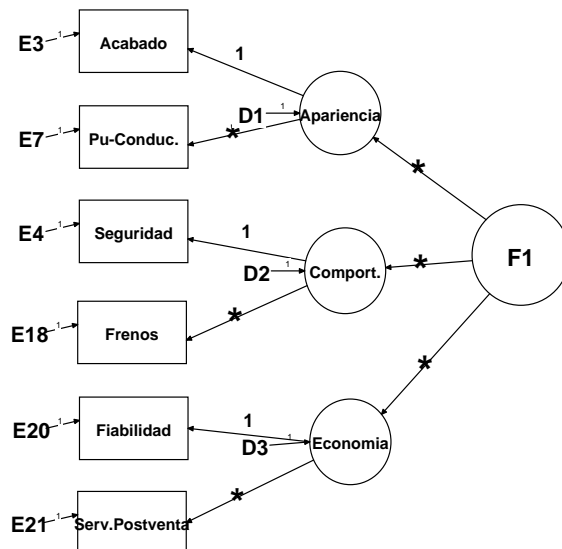 E3
1
Acabado
1
E7
1
Pu-Conduc.
*
D1
1
Apariencia
*
E4
1
Seguridad
1
D2
1
Comport.
*
F1
E18
1
Frenos
*
*
E20
1
Fiabilidad
1
D3
1
Economia
E21
1
Serv.Postventa
*